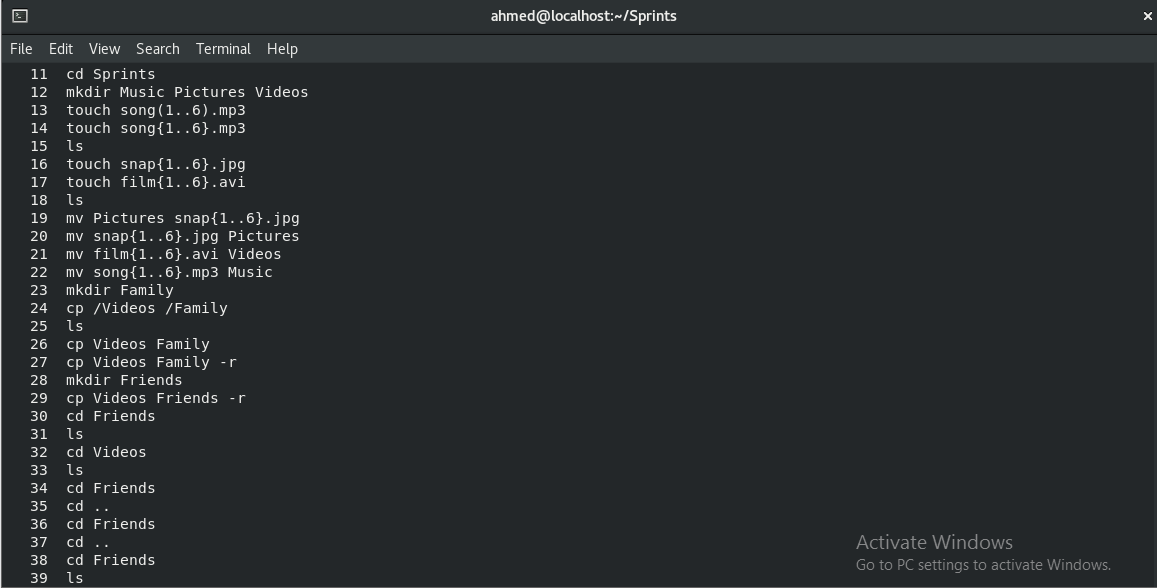 ahmed@localhost:~/Sprints
File Edit View Search Terminal Help
11 cd Sprints
12 mkdir Music Pictures Videos
13 touch song(1..6).mp3
14 touch song{1..6}.mp3
15 ls
16 touch snap{1..6}.jpg
17 touch film{1..6}.avi
18 ls
19 mv Pictures snap{1..6}.jpg
20 mv snap{1..6}.jpg Pictures
21 mv film{1..6}.avi Videos
22 mv song{1..6}.mp3 Music
23 mkdir Family
24 cp /Videos /Family
25 ls
26 cp Videos Family
27 cp Videos Family -r
28 mkdir Friends
29 cp Videos Friends -r
30 cd Friends
31 ls
32 cd Videos
33 ls
34 cd Friends
35 cd ..
36 cd Friends
37 cd ..
38 cd Friends
39 ls
Activate Windows
Go to PC settings to activate Windows.